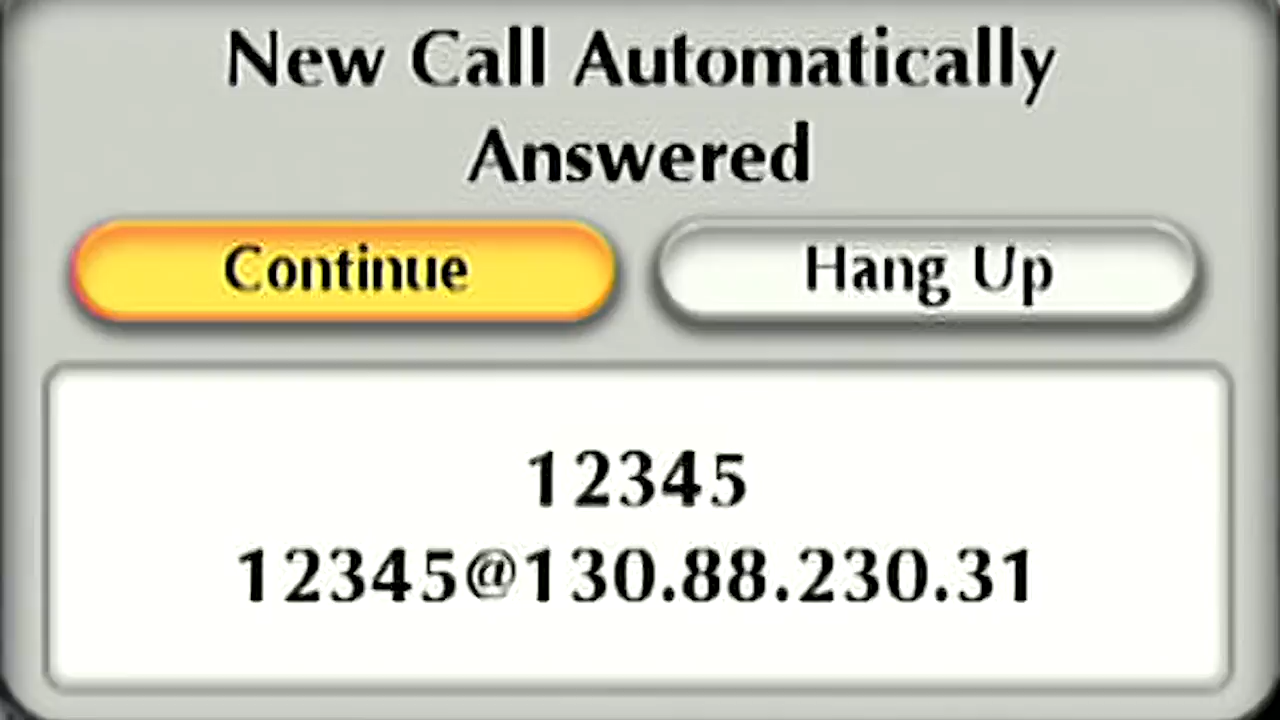 New Call Automatically
Answered
Continue
Hang Up
12345
12345@130.88.230.31